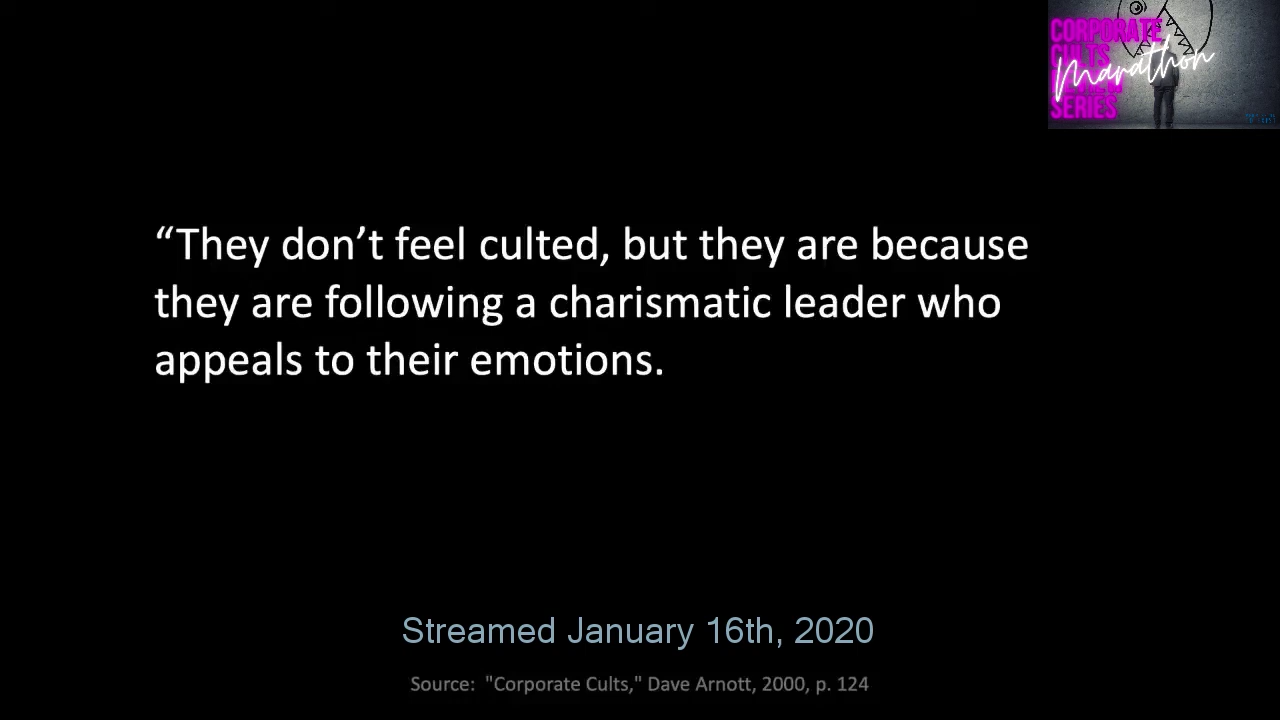 CORPORATE
CULTS
Marathon
SERIES
“They don’t feel culted, but they are because
they are following a charismatic leader who
appeals to their emotions.
Streamed January 16th, 2020
Source:  "Corporate Cults," Dave Arnott, 2000, p. 124